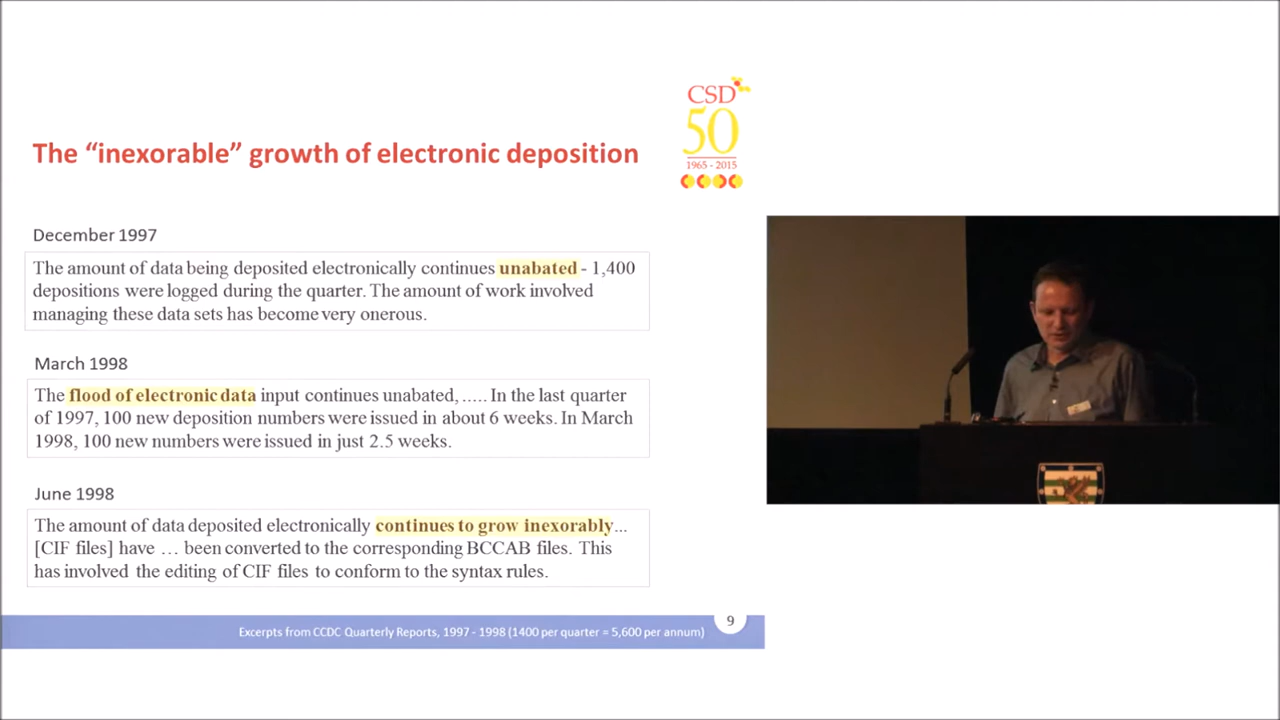 CSD
50
1965 - 2015
The “inexorable” growth of electronic deposition
December 1997
The amount of data being deposited electronically continues unabated - 1,400
depositions were logged during the quarter. The amount of work involved
managing these data sets has become very onerous.
March 1998
The flood of electronic data input continues unabated, ..... In the last quarter
of 1997, 100 new deposition numbers were issued in about 6 weeks. In March
1998, 100 new numbers were issued in just 2.5 weeks.
June 1998
The amount of data deposited electronically continues to grow inexorably...
[CIF files] have ... been converted to the corresponding BCCAB files. This
has involved the editing of CIF files to conform to the syntax rules.
Excerpts from CCDC Quarterly Reports, 1997 - 1998 (1400 per quarter = 5,600 per annum)
9